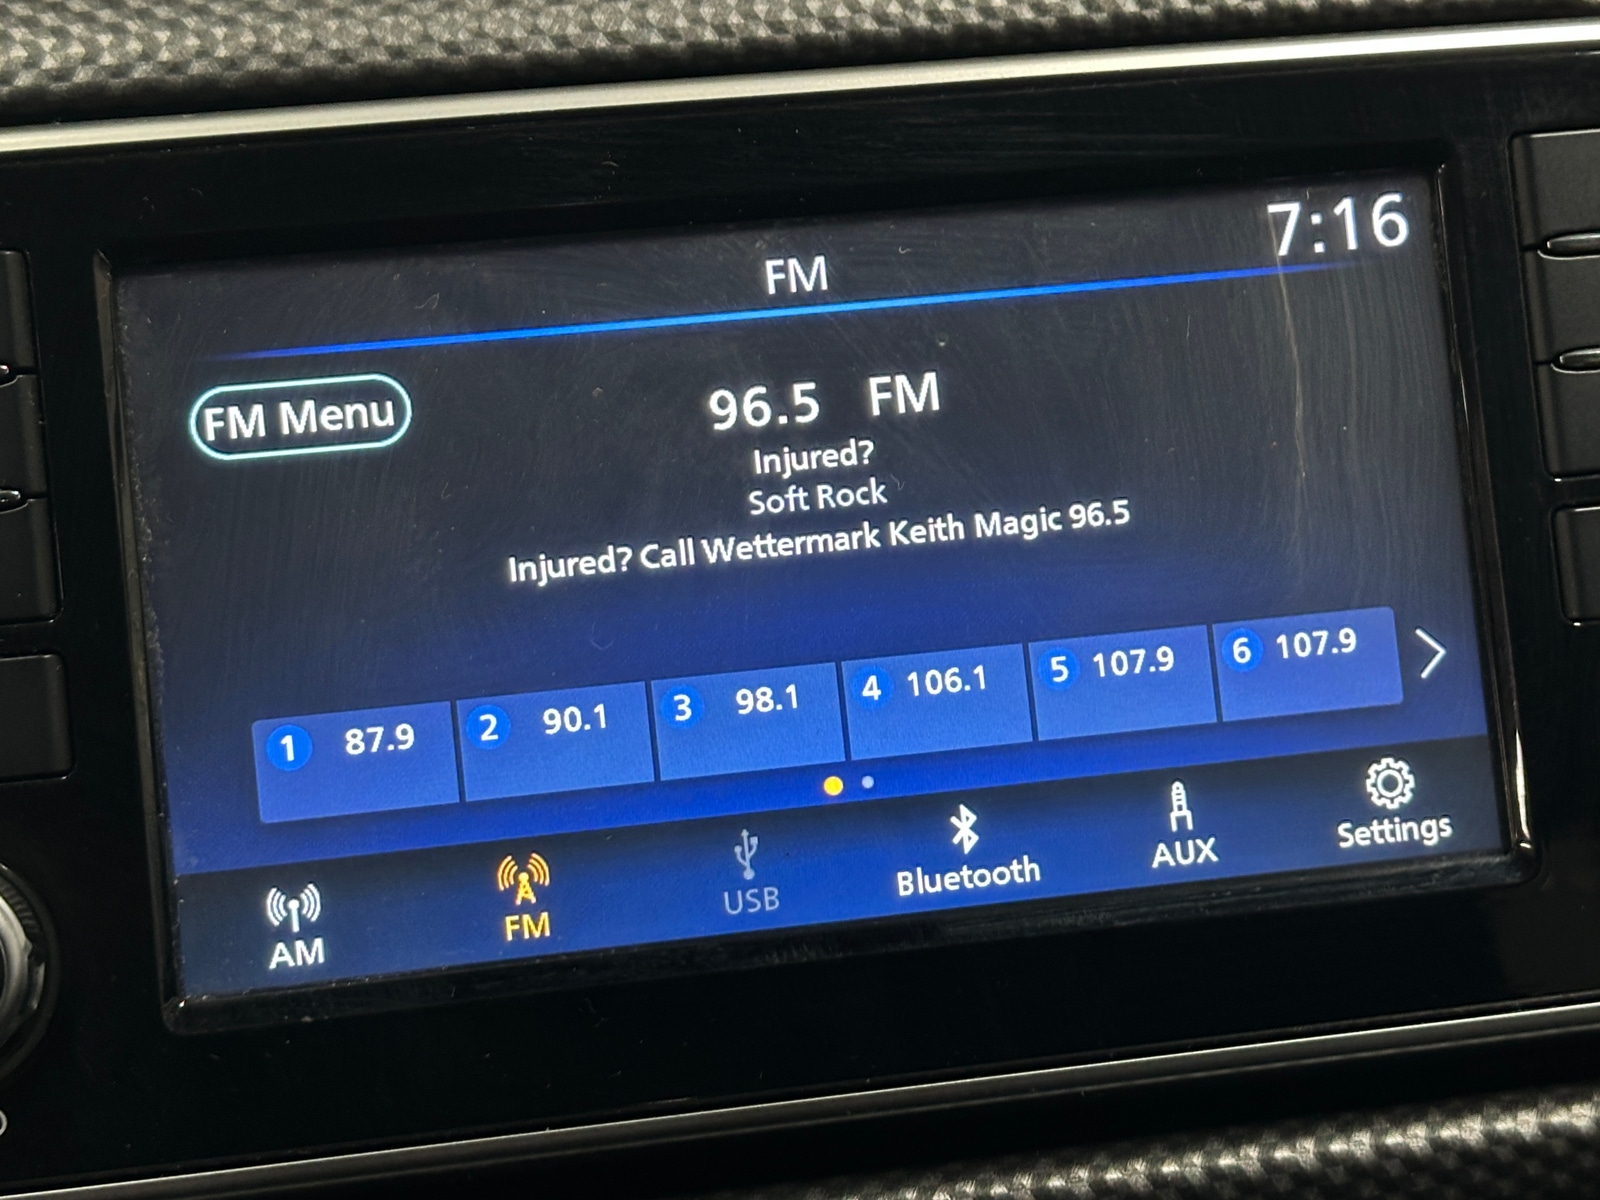 7:16
FM
FM Menu
96.5 FM
Injured?
Soft Rock
Injured? Call Wettermark Keith Magic 96.5
1 87.9 2 90.1 3 98.1 4 106.1 5 107.9 6 107.9
AM FM USB Bluetooth AUX Settings